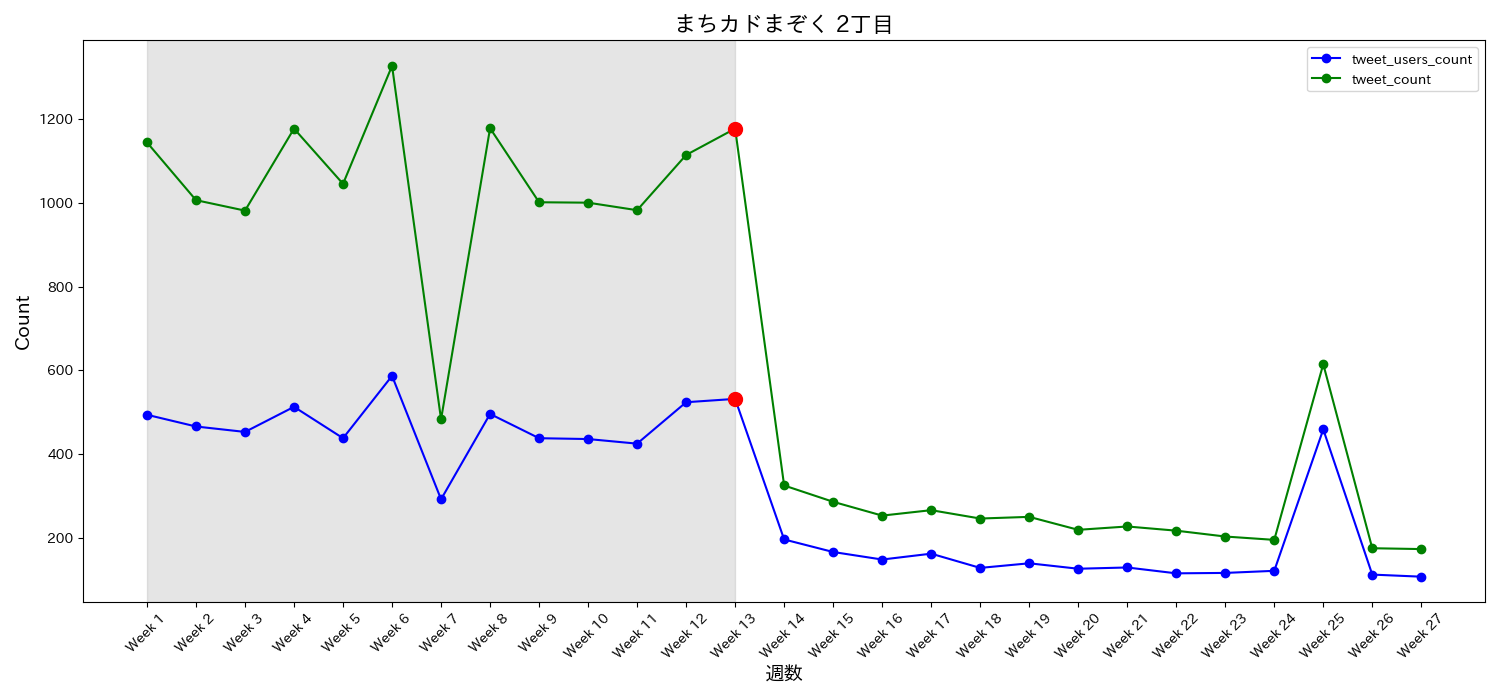 まちカドまぞく 2丁目
tweet_users_count
tweet_count
Count
1200
1000
800
600
400
200
Week 1
Week 2
Week 3
Week 4
Week 5
Week 6
Week 7
Week 8
Week 9
Week 10
Week 11
Week 12
Week 13
Week 14
Week 15
Week 16
Week 17
Week 18
Week 19
Week 20
Week 21
Week 22
Week 23
Week 24
Week 25
Week 26
Week 27
週数